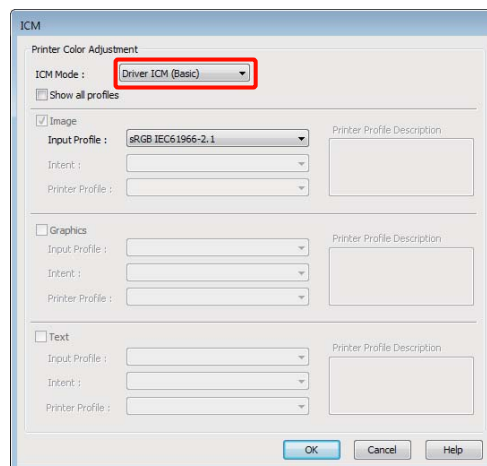 ICM
Printer Color Adjustment
ICM Mode : Driver ICM (Basic)
Show all profiles
Image
Printer Profile Description
Input Profile : sRGB IEC61966-2.1
Intent :
Printer Profile :
Graphics
Printer Profile Description
Input Profile :
Intent :
Printer Profile :
Text
Printer Profile Description
Input Profile :
Intent :
Printer Profile :
OK Cancel Help